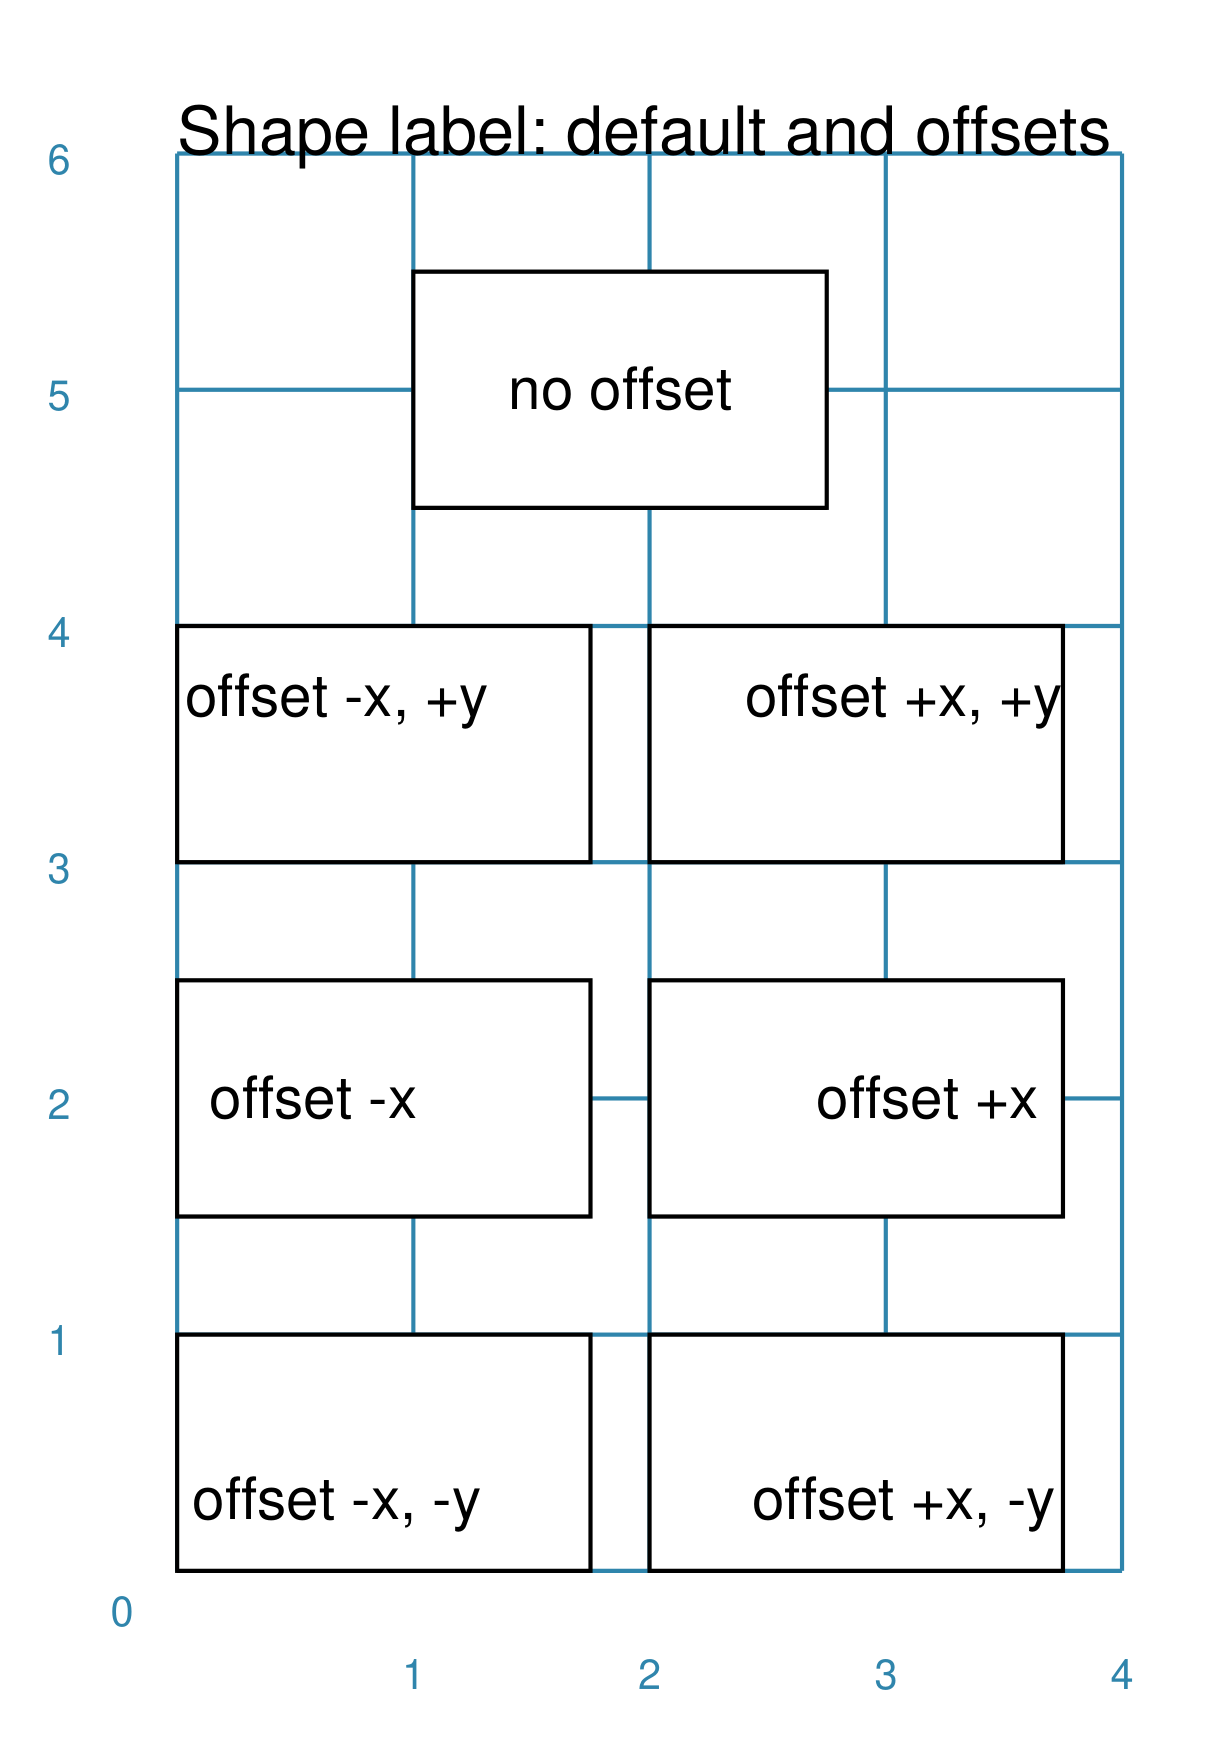 Shape label: default and offsets
6
5
no offset
4
offset -x, +y
offset +x, +y
3
2
offset -x
offset +x
1
offset -x, -y
offset +x, -y
0
1 2 3 4